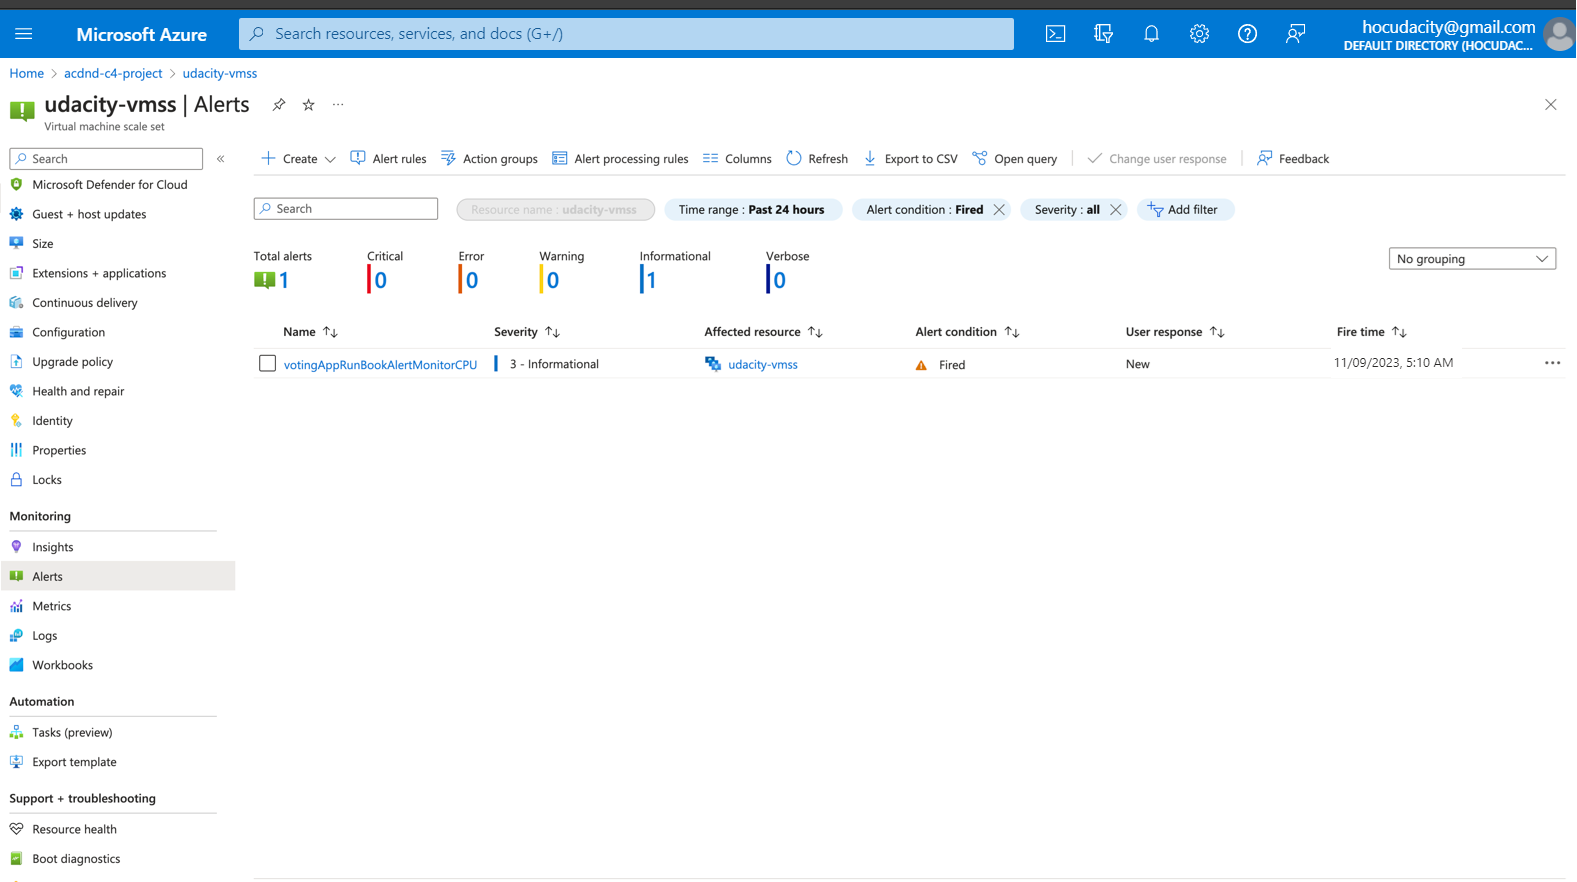 Microsoft Azure
Search resources, services, and docs (G+/)
hocudacity@gmail.com
DEFAULT DIRECTORY (HOCUDAC...
Home > acdnd-c4-project > udacity-vmss
udacity-vmss | Alerts
Virtual machine scale set
Search
Microsoft Defender for Cloud
Guest + host updates
Size
Extensions + applications
Continuous delivery
Configuration
Upgrade policy
Health and repair
Identity
Properties
Locks
Monitoring
Insights
Alerts
Metrics
Logs
Workbooks
Automation
Tasks (preview)
Export template
Support + troubleshooting
Resource health
Boot diagnostics
Create Alert rules Action groups Alert processing rules Columns Refresh Export to CSV Open query Change user response Feedback
Search Resource name : udacity-vmss Time range : Past 24 hours Alert condition : Fired Severity : all Add filter
Total alerts Critical Error Warning Informational Verbose
1 0 0 0 1 0
No grouping
Name Severity Affected resource Alert condition User response Fire time
votingAppRunBookAlertMonitorCPU 3 - Informational udacity-vmss Fired New 11/09/2023, 5:10 AM